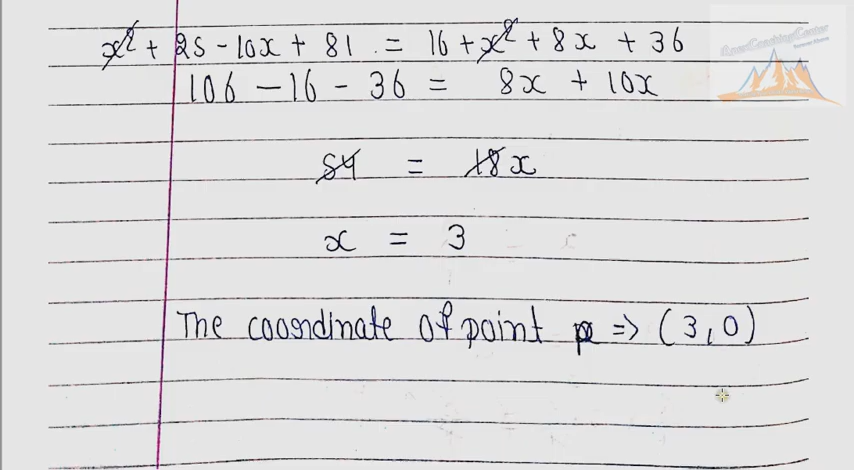 x² + 25 - 10x + 81 = 16 + x² + 8x + 36
106 - 16 - 36 = 8x + 10x
54 = 18x
x = 3
The coordinate of point p => (3,0)